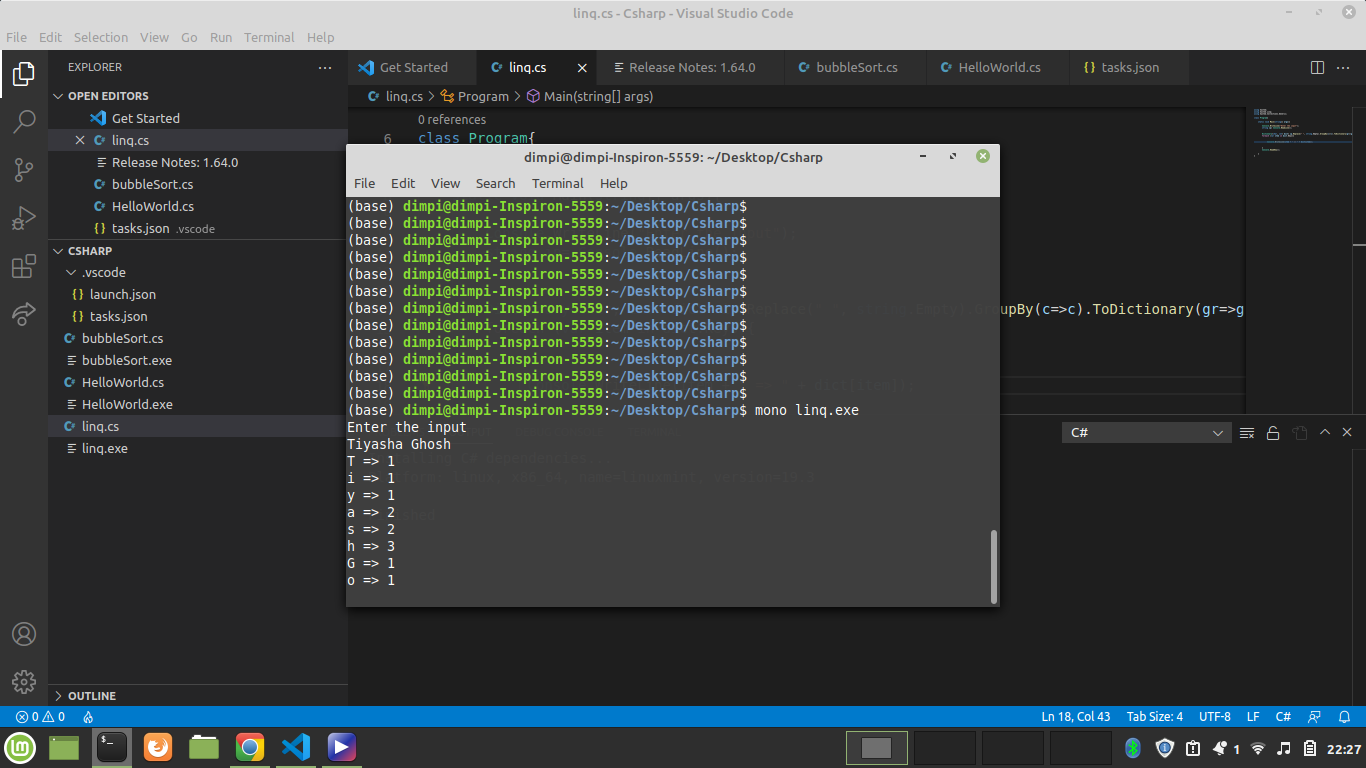 linq.cs - Csharp - Visual Studio Code
File Edit Selection View Go Run Terminal Help
EXPLORER
OPEN EDITORS
Get Started
linq.cs
Release Notes: 1.64.0
bubbleSort.cs
HelloWorld.cs
tasks.json .vscode
CSHARP
.vscode
launch.json
tasks.json
bubbleSort.cs
bubbleSort.exe
HelloWorld.cs
HelloWorld.exe
linq.cs
linq.exe
OUTLINE
Get Started linq.cs Release Notes: 1.64.0 bubbleSort.cs HelloWorld.cs tasks.json
linq.cs > Program > Main(string[] args)
0 references
6 class Program{
upBy(c=>c).ToDictionary(gr=>g
C#
dimpi@dimpi-Inspiron-5559: ~/Desktop/Csharp
File Edit View Search Terminal Help
(base) dimpi@dimpi-Inspiron-5559:~/Desktop/Csharp$
(base) dimpi@dimpi-Inspiron-5559:~/Desktop/Csharp$
(base) dimpi@dimpi-Inspiron-5559:~/Desktop/Csharp$
(base) dimpi@dimpi-Inspiron-5559:~/Desktop/Csharp$
(base) dimpi@dimpi-Inspiron-5559:~/Desktop/Csharp$
(base) dimpi@dimpi-Inspiron-5559:~/Desktop/Csharp$
(base) dimpi@dimpi-Inspiron-5559:~/Desktop/Csharp$
(base) dimpi@dimpi-Inspiron-5559:~/Desktop/Csharp$
(base) dimpi@dimpi-Inspiron-5559:~/Desktop/Csharp$
(base) dimpi@dimpi-Inspiron-5559:~/Desktop/Csharp$
(base) dimpi@dimpi-Inspiron-5559:~/Desktop/Csharp$
(base) dimpi@dimpi-Inspiron-5559:~/Desktop/Csharp$
(base) dimpi@dimpi-Inspiron-5559:~/Desktop/Csharp$ mono linq.exe
Enter the input
Tiyasha Ghosh
T => 1
i => 1
y => 1
a => 2
s => 2
h => 3
G => 1
o => 1
0 0 Ln 18, Col 43 Tab Size: 4 UTF-8 LF C#
1 22:27